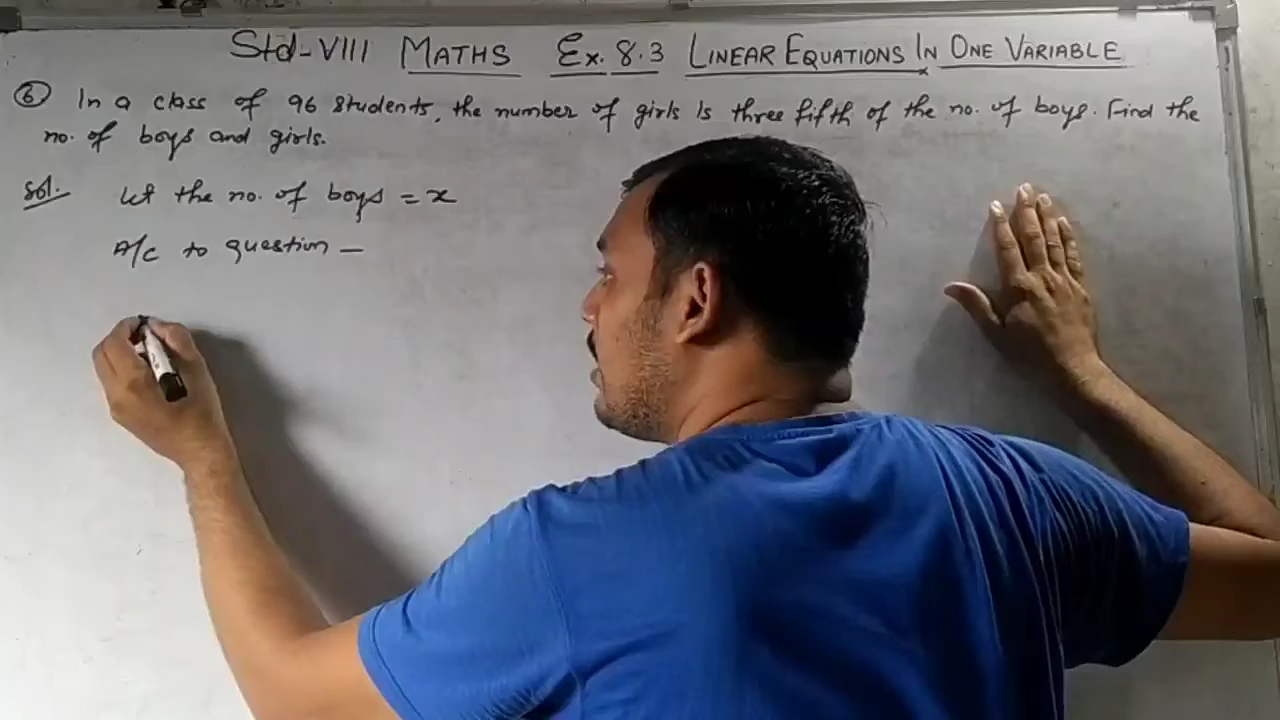 Std-VIII MATHS Ex. 8.3 LINEAR EQUATIONS IN ONE VARIABLE
⑥ In a class of 96 students, the number of girls is three fifth of the no. of boys. Find the
no. of boys and girls.
Sol. Let the no. of boys = x
A/c to question –